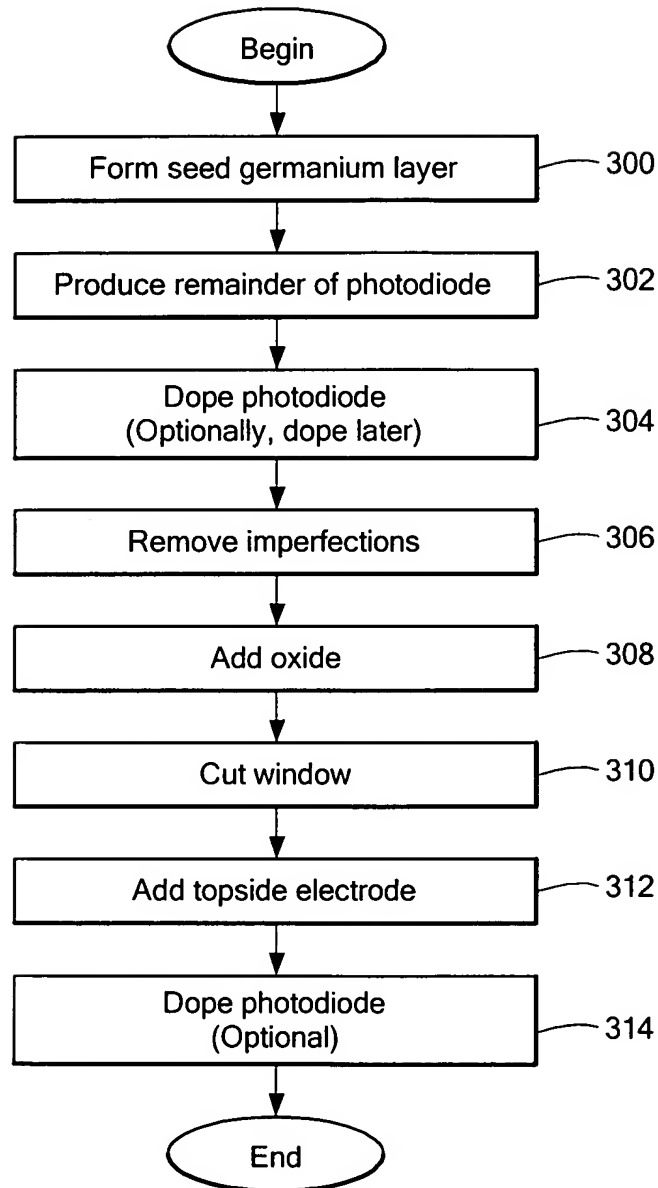 Begin
Form seed germanium layer
300
Produce remainder of photodiode
302
Dope photodiode
(Optionally, dope later)
304
Remove imperfections
306
Add oxide
308
Cut window
310
Add topside electrode
312
Dope photodiode
(Optional)
314
End